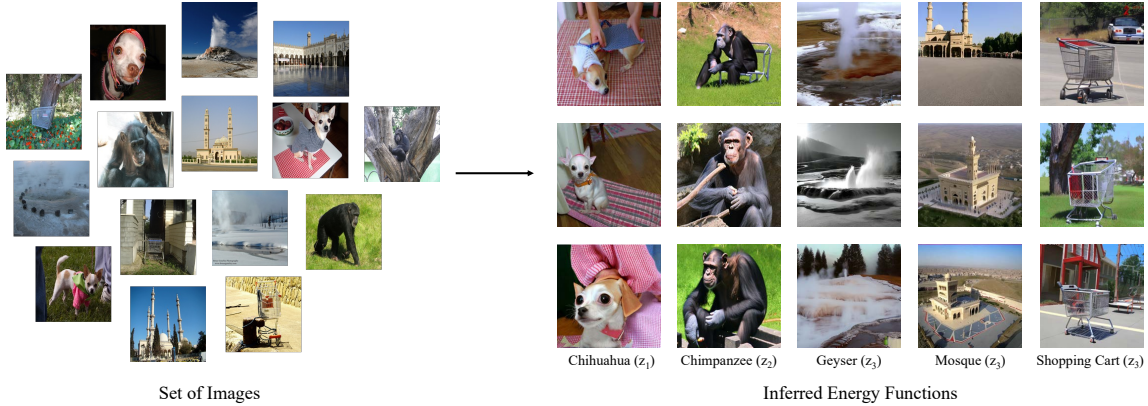 Chihuahua (z1)
Chimpanzee (z2)
Geyser (z3)
Mosque (z3)
Shopping Cart (z3)
Set of Images
Inferred Energy Functions